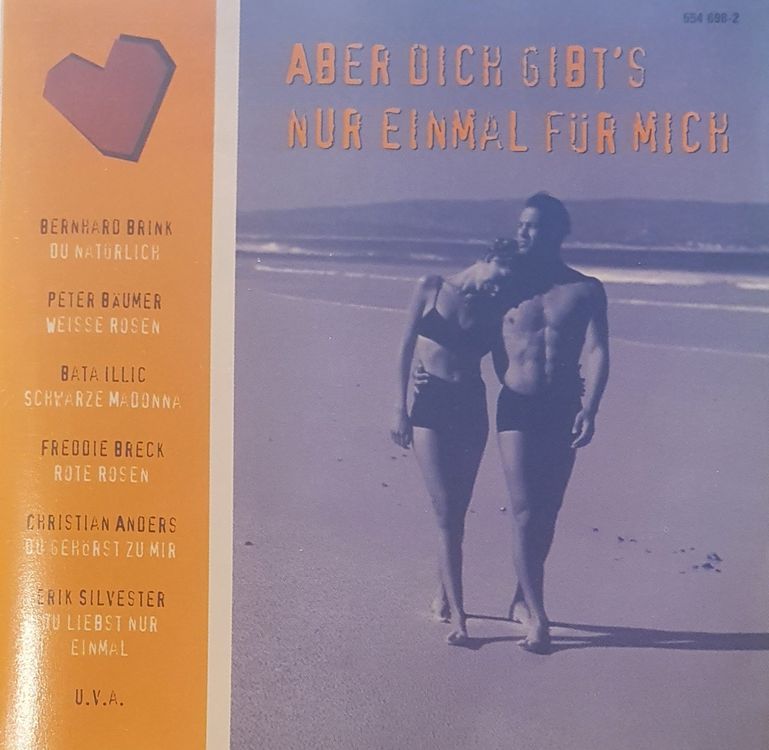 554 698-2
ABER DICH GIBT'S
NUR EINMAL FÜR MICH
BERNHARD BRINK
DU NATÜRLICH
PETER BÄUMER
WEISSE ROSEN
BATA ILLIC
SCHWARZE MADONNA
FREDDIE BRECK
ROTE ROSEN
CHRISTIAN ANDERS
DU GEHÖRST ZU MIR
ERIK SILVESTER
DU LIEBST NUR
EINMAL
U.V.A.